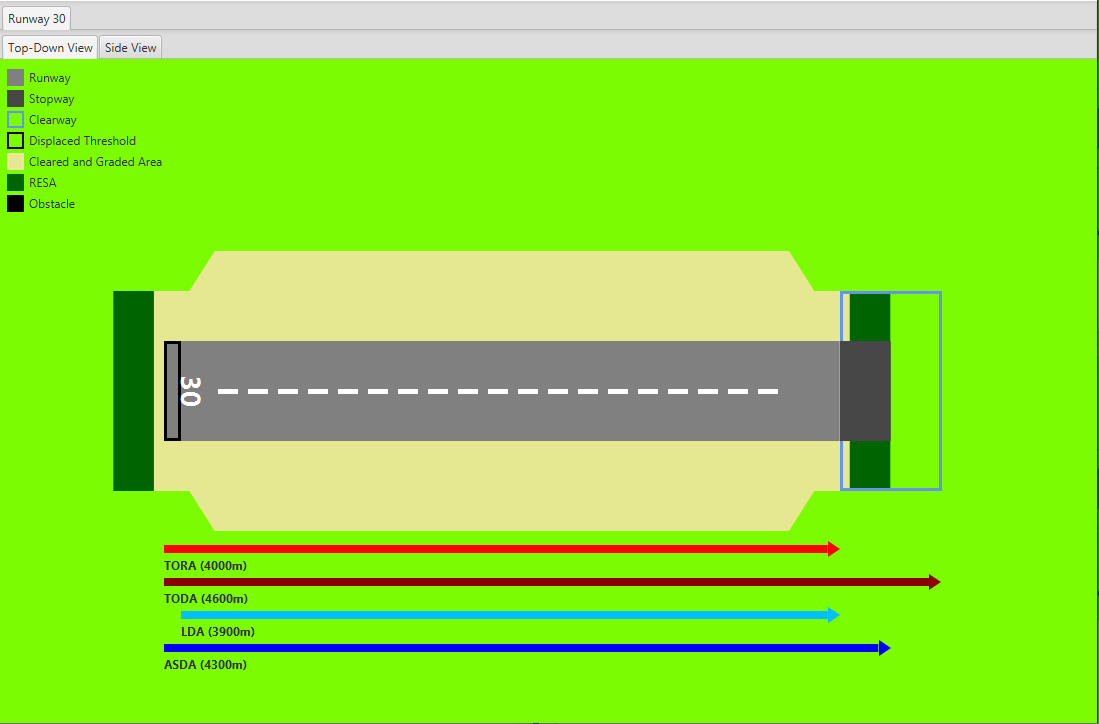 Runway 30
Top-Down View
Side View
Runway
Stopway
Clearway
Displaced Threshold
Cleared and Graded Area
RESA
Obstacle
30
TORA (4000m)
TODA (4600m)
LDA (3900m)
ASDA (4300m)